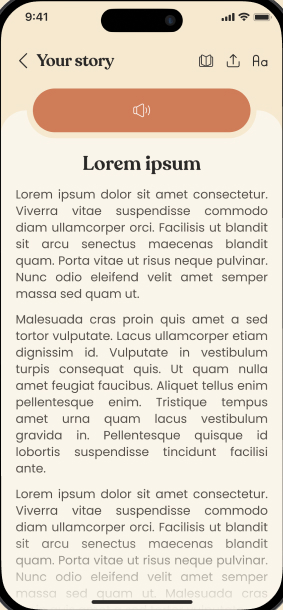 9:41
Your story
Aa
Lorem ipsum
Lorem ipsum dolor sit amet consectetur.
Viverra vitae suspendisse commodo
diam ullamcorper orci. Facilisis ut blandit
sit arcu senectus maecenas blandit
quam. Porta vitae ut risus neque pulvinar.
Nunc odio eleifend velit amet semper
massa sed quam ut.
Malesuada cras proin quis amet a sed
tortor vulputate. Lacus ullamcorper etiam
dignissim id. Vulputate in vestibulum
turpis consequat quis. Ut quam nulla
amet feugiat faucibus. Aliquet tellus enim
pellentesque enim. Tristique tempus
amet urna quam lacus vestibulum
gravida in. Pellentesque quisque id
lobortis suspendisse tincidunt facilisi
ante.
Lorem ipsum dolor sit amet consectetur.
Viverra vitae suspendisse commodo
diam ullamcorper orci. Facilisis ut blandit
sit arcu senectus maecenas blandit
quam. Porta vitae ut risus neque pulvinar.
Nunc odio eleifend velit amet semper
massa sed quam ut. Malesuada cras